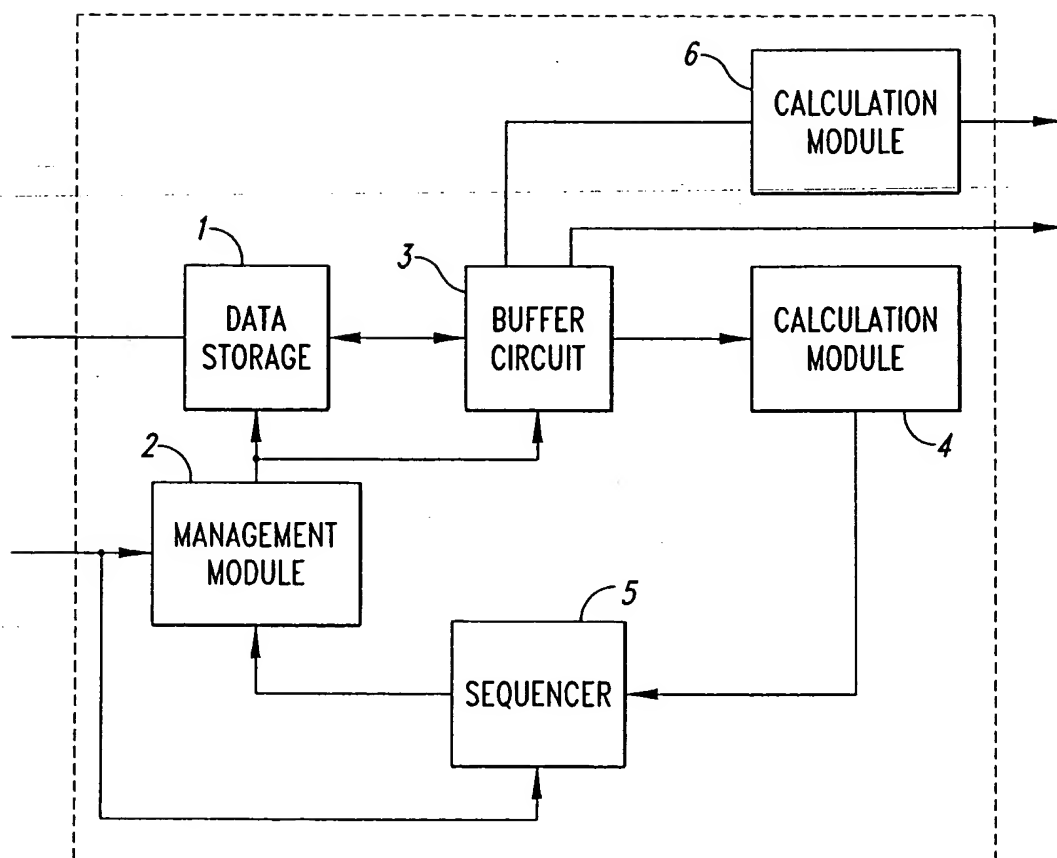 6
CALCULATION
MODULE
1
DATA
STORAGE
3
BUFFER
CIRCUIT
CALCULATION
MODULE
4
2
MANAGEMENT
MODULE
5
SEQUENCER